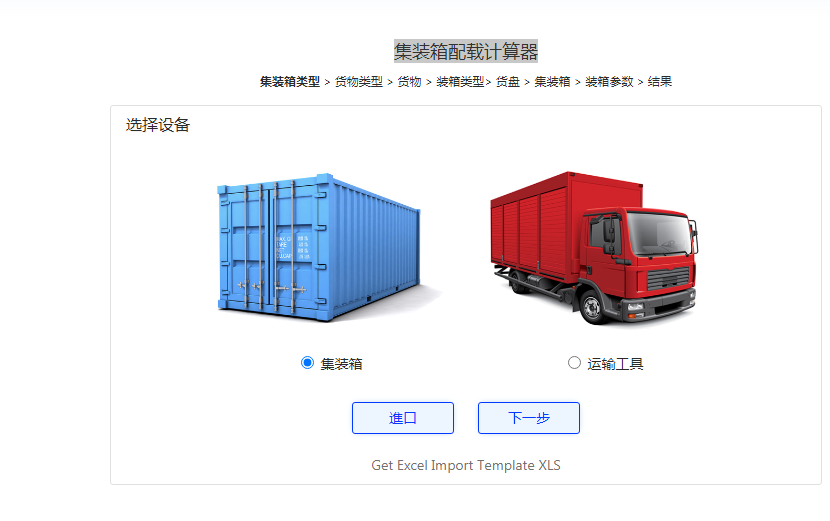 集装箱配载计算器
集装箱类型 > 货物类型 > 货物 > 装箱类型> 货盘 > 集装箱 > 装箱参数 > 结果
选择设备
集装箱
运输工具
進口
下一步
Get Excel Import Template XLS